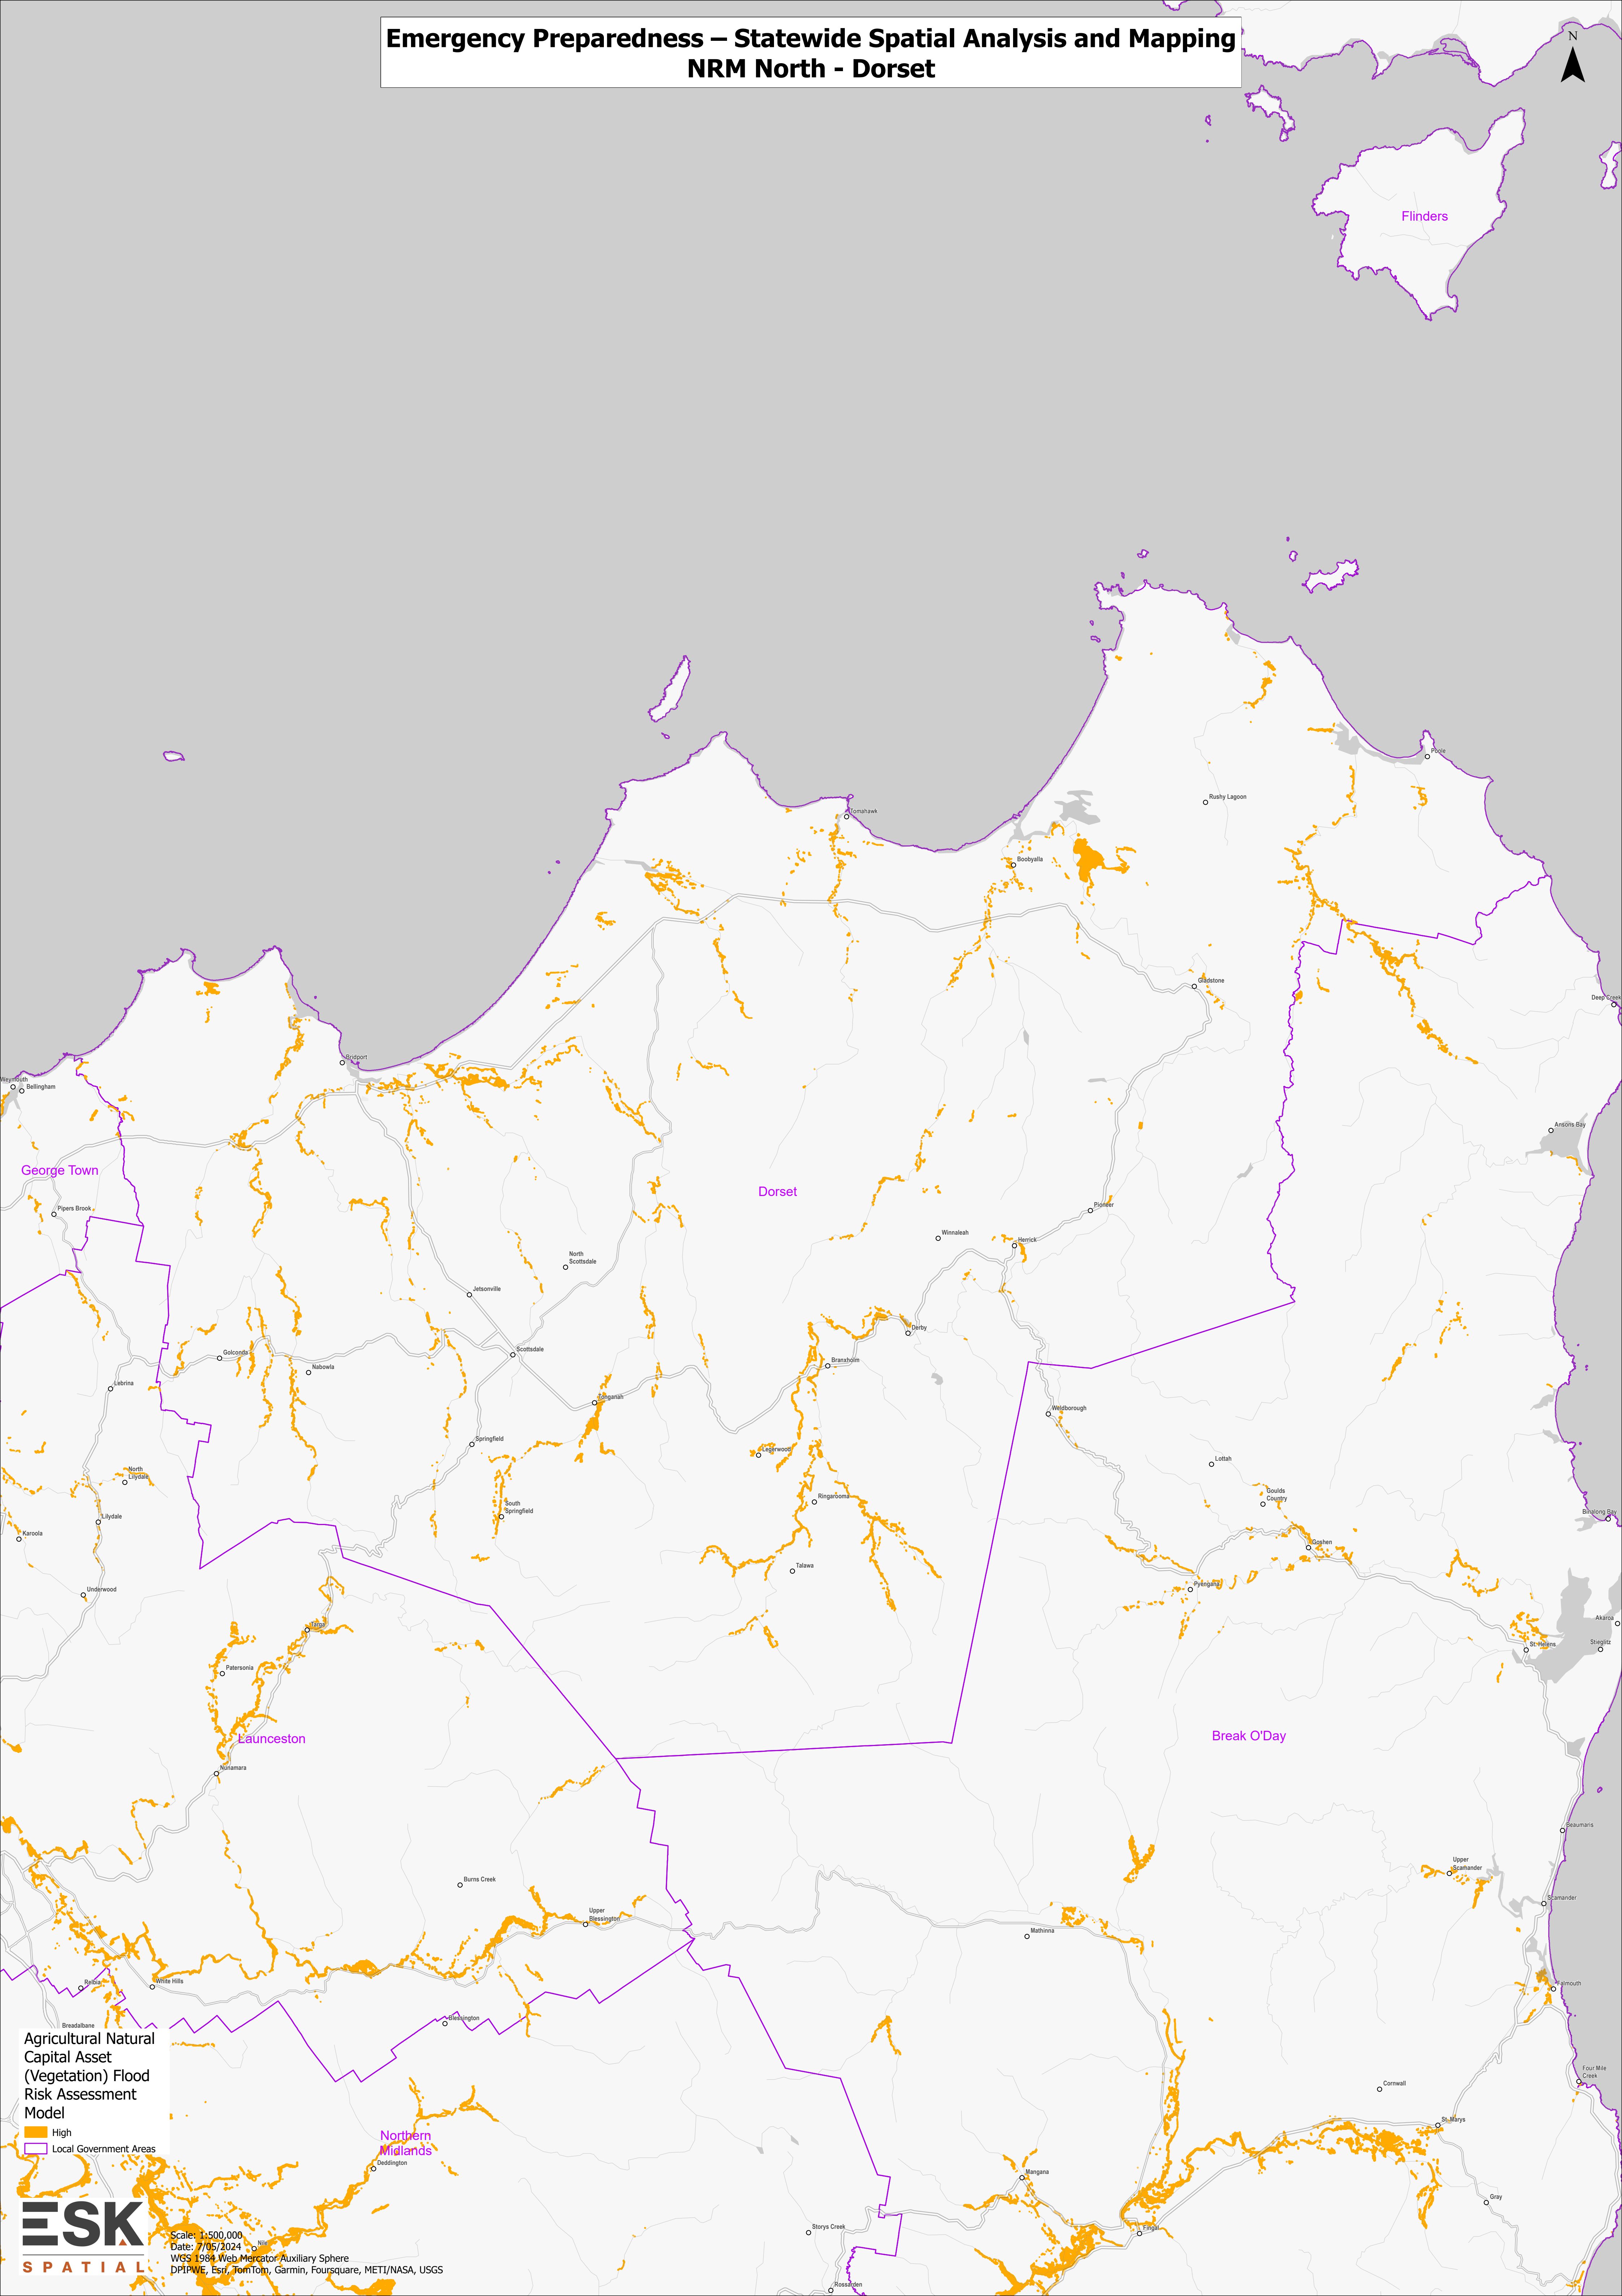 Emergency Preparedness – Statewide Spatial Analysis and Mapping
NRM North - Dorset
N
Flinders
Poole
Rushy Lagoon
Tomahawk
Boobyalla
Gladstone
Deep Creek
Bridport
Weymouth
Bellingham
Ansons Bay
George Town
Dorset
Pipers Brook
Pioneer
Winnaleah
Herrick
North
Scottsdale
Jetsonville
Derby
Scottsdale
Golconda
Branxholm
Nabowla
Lebrina
Tonganah
Weldborough
Springfield
Legerwood
Lottah
North
Lilydale
Goulds
Country
Ringarooma
South
Springfield
Binalong Bay
Lilydale
Karoola
Goshen
Talawa
Pyengana
Underwood
Akaroa
Targa
St. Helens
Stieglitz
Patersonia
Launceston
Break O'Day
Nunamara
Beaumaris
Upper
Scamander
Burns Creek
Scamander
Upper
Blessington
Mathinna
White Hills
Relbia
Falmouth
Blessington
Breadalbane
Four Mile
Creek
Cornwall
St. Marys
Northern
Midlands
Deddington
Mangana
Gray
Storys Creek
Fingal
Nile
Rossarden
Agricultural Natural
Capital Asset
(Vegetation) Flood
Risk Assessment
Model
High
Local Government Areas
ESK
SPATIAL
Scale: 1:500,000
Date: 7/05/2024
WGS 1984 Web Mercator Auxiliary Sphere
DPIPWE, Esri, TomTom, Garmin, Foursquare, METI/NASA, USGS